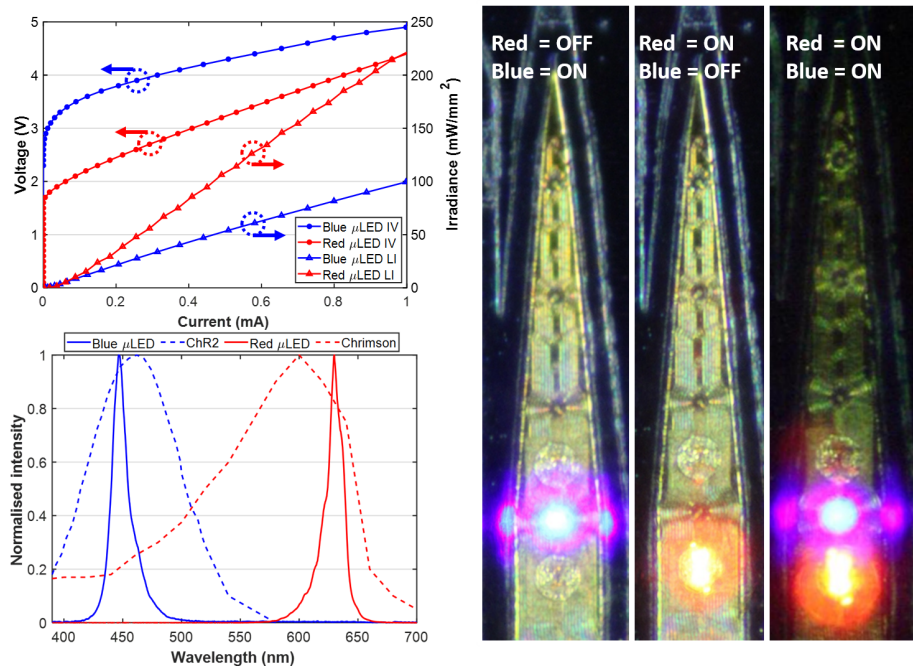 5
4
3
2
1
0
Voltage (V)
250
200
150
100
50
0
Irradiance (mW/mm²)
Blue μLED IV
Red μLED IV
Blue μLED LI
Red μLED LI
0 0.2 0.4 0.6 0.8 1
Current (mA)
Blue μLED ChR2 Red μLED Chrimson
1
0.8
0.6
0.4
0.2
0
Normalised intensity
400 450 500 550 600 650 700
Wavelength (nm)
Red = OFF
Blue = ON
Red = ON
Blue = OFF
Red = ON
Blue = ON